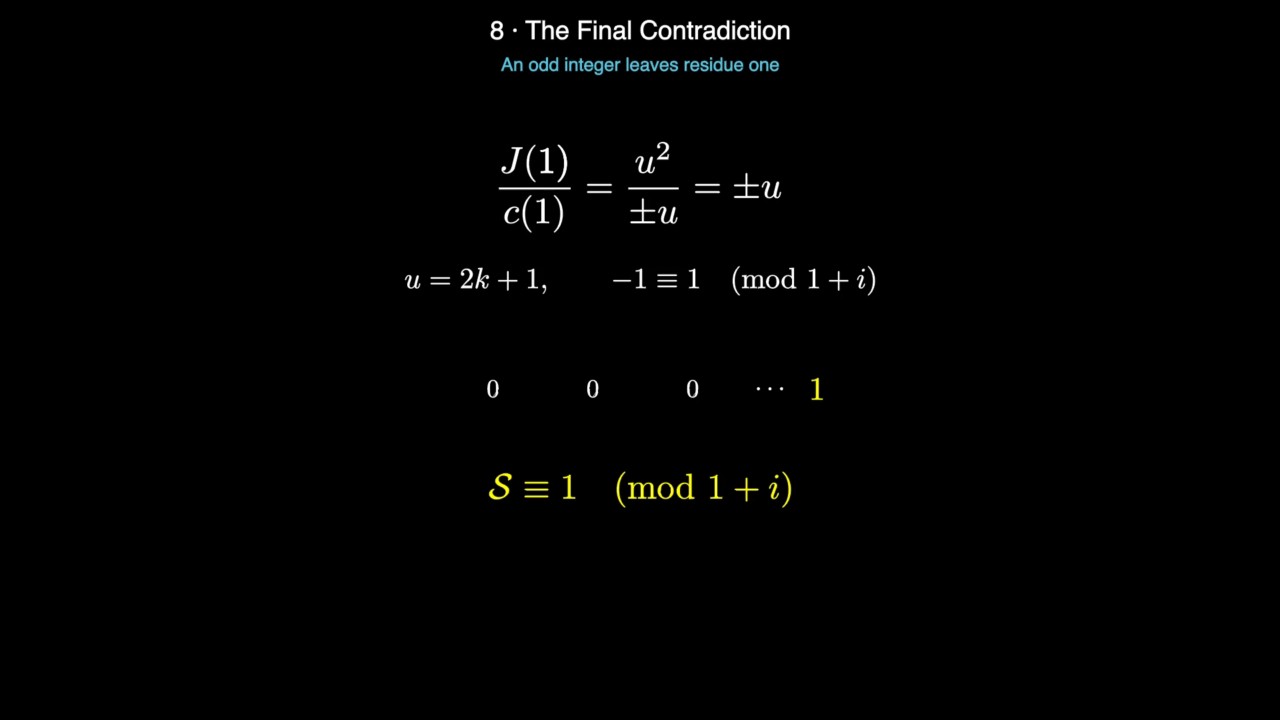 8 · The Final Contradiction
An odd integer leaves residue one
J(1)/c(1) = u²/±u = ±u
u = 2k + 1, −1 ≡ 1 (mod 1 + i)
0 0 0 ⋯ 1
𝒮 ≡ 1 (mod 1 + i)